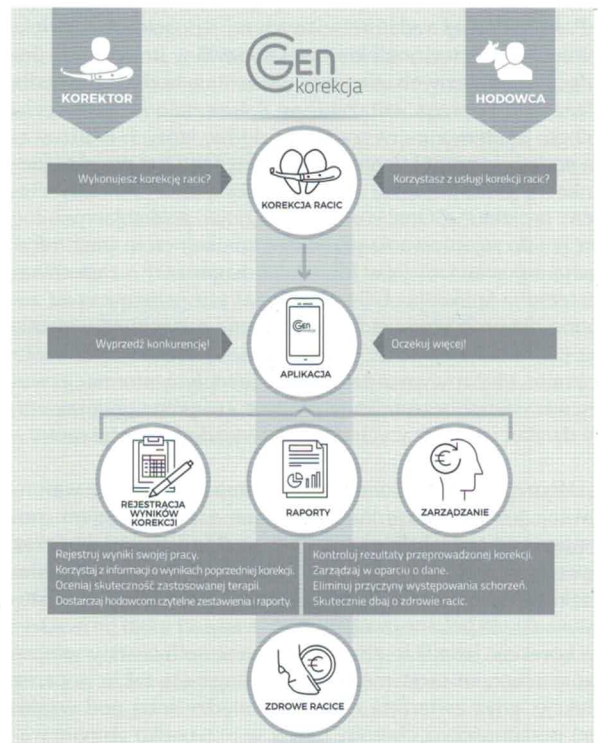 KOREKTOR
CGEN
korekcja
HODOWCA
Wykonujesz korekcję racic?
Korzystasz z usługi korekcji racic?
KOREKCJA RACIC
Wyprzedź konkurencję!
Oczekuj więcej!
CGEN
APLIKACJA
REJESTRACJA
WYNIKÓW
KOREKCJI
RAPORTY
ZARZĄDZANIE
Rejestruj wyniki swojej pracy.
Korzystaj z informacji o wynikach poprzedniej korekcji.
Oceniaj skuteczność zastosowanej terapii.
Dostarczaj hodowcom czytelne zestawienia i raporty.
Kontroluj rezultaty przeprowadzonej korekcji.
Zarządzaj w oparciu o dane.
Eliminuj przyczyny występowania schorzeń.
Skutecznie dbaj o zdrowie racic.
ZDROWE RACICE